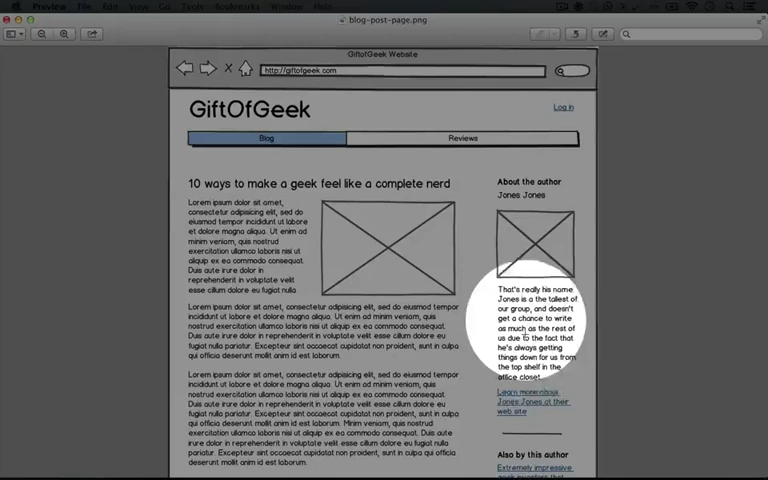 Preview File Edit View Go Tools Bookmarks Window Help
blog-post-page.png
GiftofGeek Website
X
http://giftofgeek.com
GiftOfGeek
Log in
Blog
Reviews
10 ways to make a geek feel like a complete nerd
Lorem ipsum dolor sit amet,
consectetur adipisicing elit, sed do
eiusmod tempor incididunt ut labore
et dolore magna aliqua. Ut enim ad
minim veniam, quis nostrud
exercitation ullamco laboris nisi ut
aliquip ex ea commodo consequat.
Duis aute irure dolor in
reprehenderit in voluptate velit
esse cillum dolore eu fugiat nulla
Lorem ipsum dolor sit amet, consectetur adipisicing elit, sed do eiusmod tempor
incididunt ut labore et dolore magna aliqua. Ut enim ad minim veniam, quis nostrud
exercitation ullamco laboris nisi ut aliquip ex ea commodo consequat. Duis aute
irure dolor in reprehenderit in voluptate velit esse cillum dolore eu
fugiat nulla pariatur. Excepteur sint occaecat cupidatat non proident, sunt in culpa
qui officia deserunt mollit anim id est laborum.
Lorem ipsum dolor sit amet, consectetur adipisicing elit, sed do eiusmod tempor
incididunt ut labore et dolore magna aliqua. Ut enim ad minim veniam, quis nostrud
exercitation ullamco laboris nisi ut aliquip ex ea commodo consequat. Duis aute
irure dolor in reprehenderit in voluptate velit esse cillum dolore eu
fugiat nulla pariatur. Excepteur sint occaecat cupidatat non proident, sunt in culpa
qui officia deserunt mollit anim id est laborum. Minim veniam, quis nostrud
exercitation ullamco laboris nisi ut aliquip ex ea commodo consequat. Duis aute
irure dolor in reprehenderit in voluptate velit esse cillum dolore eu
fugiat nulla pariatur. Excepteur sint occaecat cupidatat non proident, sunt in culpa
qui officia deserunt mollit anim id est laborum.
About the author
Jones Jones
That's really his name.
Jones is a the tallest of
our group, and doesn't
get a chance to write
as much as the rest of
us due to the fact that
he's always getting
things down for us from
the top shelf in the
office closet.
Learn more about
Jones Jones at their
web site
Also by this author
Extremely impressive
geek inventors that